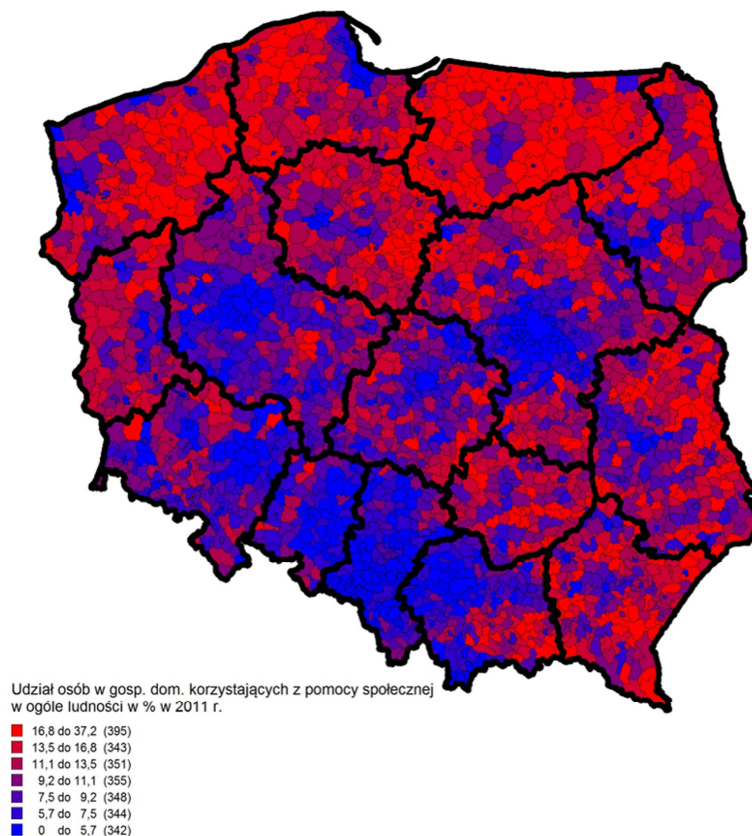 Udział osób w gosp. dom. korzystających z pomocy społecznej
w ogóle ludności w % w 2011 r.
16,8 do 37,2 (395)
13,5 do 16,8 (343)
11,1 do 13,5 (351)
9,2 do 11,1 (355)
7,5 do 9,2 (348)
5,7 do 7,5 (344)
0 do 5,7 (342)